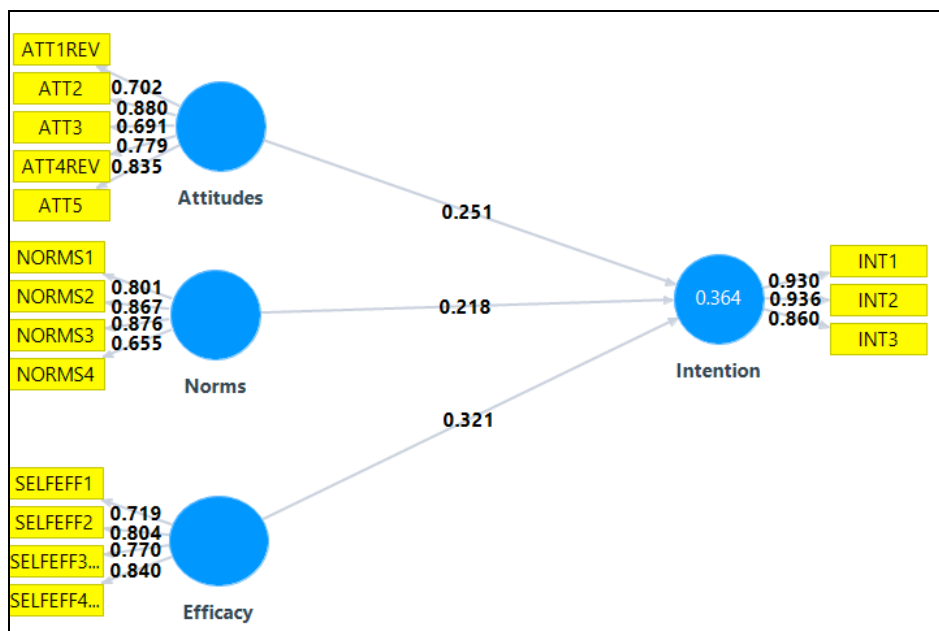 ATT1REV
ATT2
ATT3
ATT4REV
ATT5
0.702
0.880
0.691
0.779
0.835
Attitudes
0.251
NORMS1
NORMS2
NORMS3
NORMS4
0.801
0.867
0.876
0.655
Norms
0.218
SELFEFF1
SELFEFF2
SELFEFF3...
SELFEFF4...
0.719
0.804
0.770
0.840
Efficacy
0.321
0.364
Intention
0.930
0.936
0.860
INT1
INT2
INT3